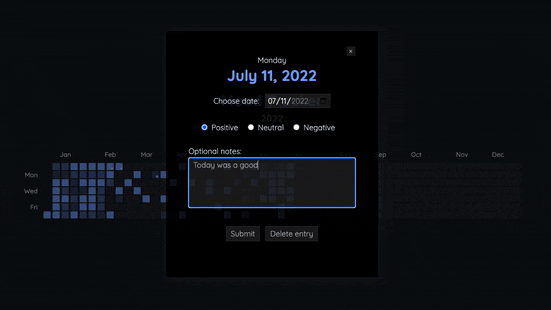 ×
Monday
July 11, 2022
Choose date: 07/11/2022
2022
Positive Neutral Negative
Jan Feb Mar Sep Oct Nov Dec
Optional notes:
Today was a good
Mon
Wed
Fri
Submit Delete entry